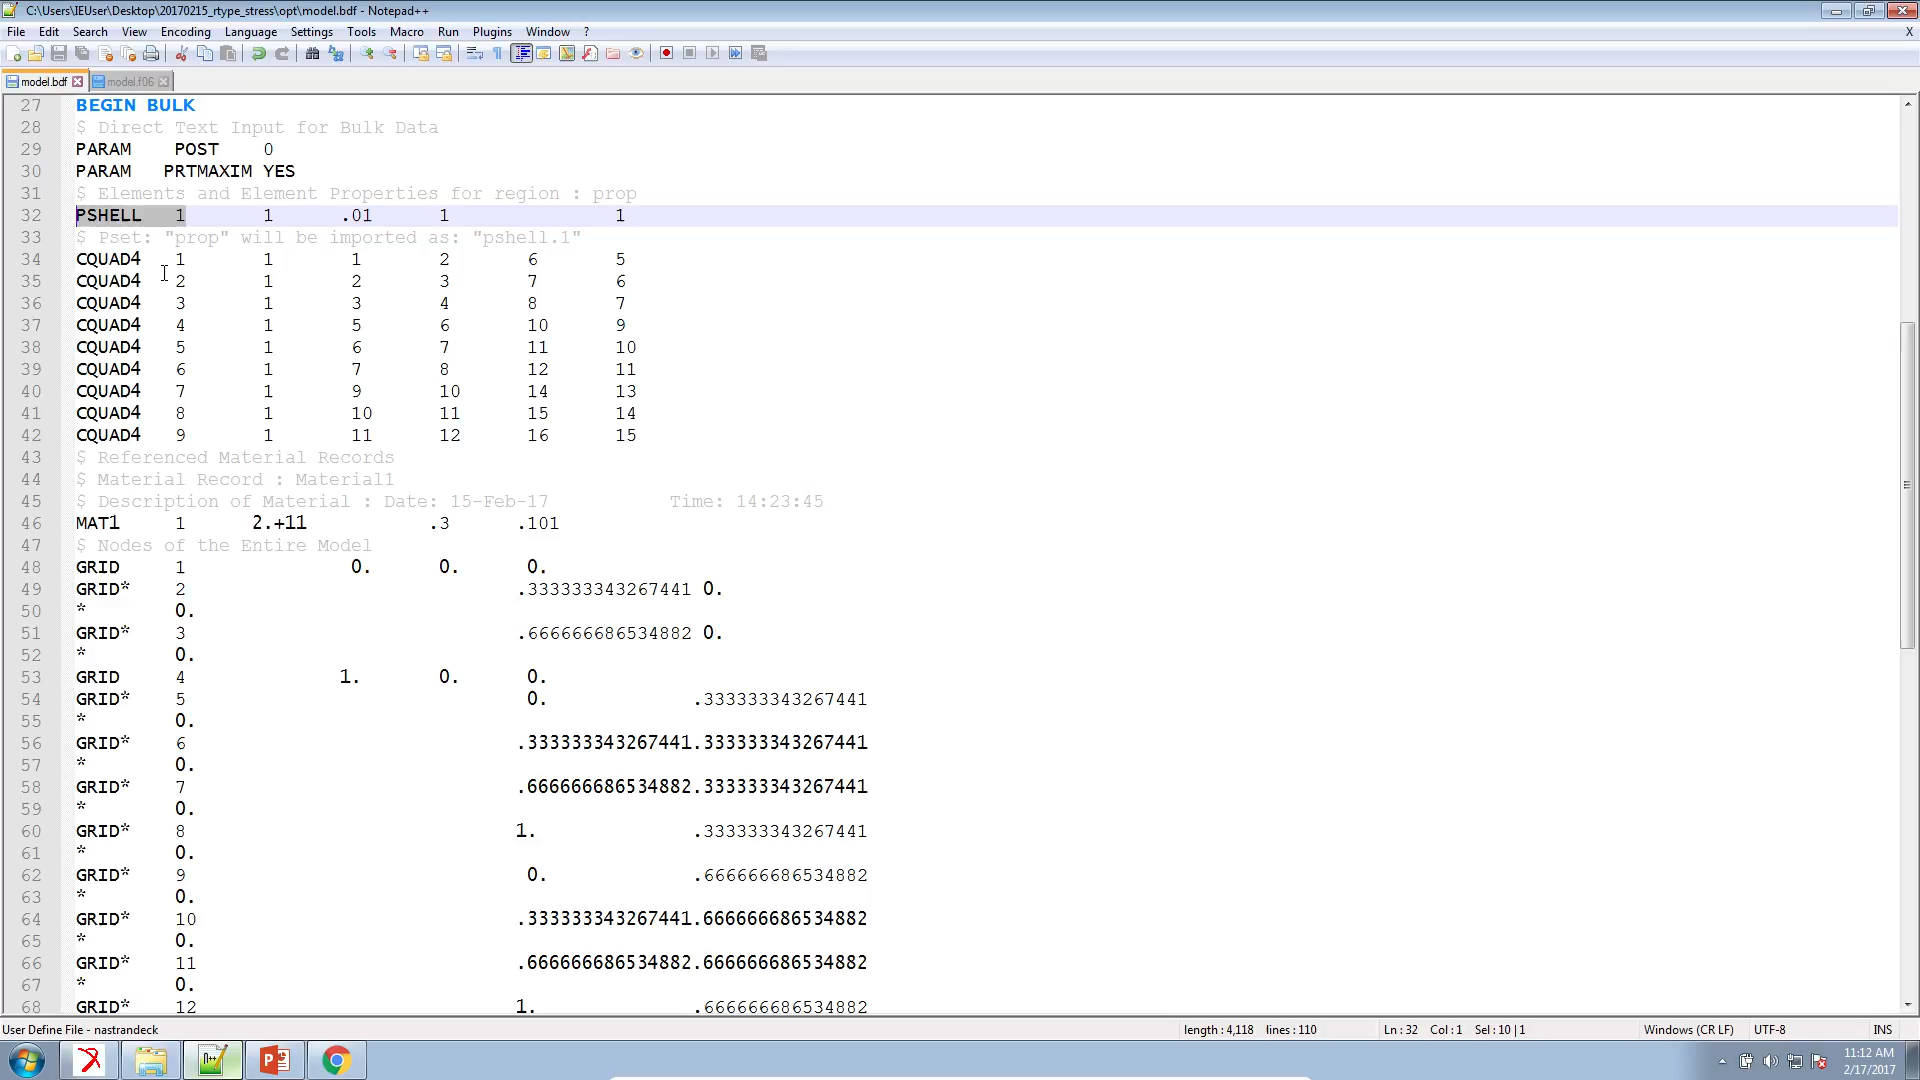 C:\Users\IEUser\Desktop\20170215_rtype_stress\opt\model.bdf - Notepad++
File Edit Search View Encoding Language Settings Tools Macro Run Plugins Window ? X
model.bdf model.f06
27 BEGIN BULK
28 $ Direct Text Input for Bulk Data
29 PARAM POST 0
30 PARAM PRTMAXIM YES
31 $ Elements and Element Properties for region : prop
32 PSHELL 1 1 .01 1 1
33 $ Pset: "prop" will be imported as: "pshell.1"
34 CQUAD4 1 1 1 2 6 5
35 CQUAD4 2 1 2 3 7 6
36 CQUAD4 3 1 3 4 8 7
37 CQUAD4 4 1 5 6 10 9
38 CQUAD4 5 1 6 7 11 10
39 CQUAD4 6 1 7 8 12 11
40 CQUAD4 7 1 9 10 14 13
41 CQUAD4 8 1 10 11 15 14
42 CQUAD4 9 1 11 12 16 15
43 $ Referenced Material Records
44 $ Material Record : Material1
45 $ Description of Material : Date: 15-Feb-17 Time: 14:23:45
46 MAT1 1 2.+11 .3 .101
47 $ Nodes of the Entire Model
48 GRID 1 0. 0. 0.
49 GRID* 2 .333333343267441 0.
50 * 0.
51 GRID* 3 .666666686534882 0.
52 * 0.
53 GRID 4 1. 0. 0.
54 GRID* 5 0. .333333343267441
55 * 0.
56 GRID* 6 .333333343267441.333333343267441
57 * 0.
58 GRID* 7 .666666686534882.333333343267441
59 * 0.
60 GRID* 8 1. .333333343267441
61 * 0.
62 GRID* 9 0. .666666686534882
63 * 0.
64 GRID* 10 .333333343267441.666666686534882
65 * 0.
66 GRID* 11 .666666686534882.666666686534882
67 * 0.
68 GRID* 12 1. .666666686534882
User Define File - nastrandeck length : 4,118 lines : 110 Ln : 32 Col : 1 Sel : 10 | 1 Windows (CR LF) UTF-8 INS
11:12 AM
2/17/2017